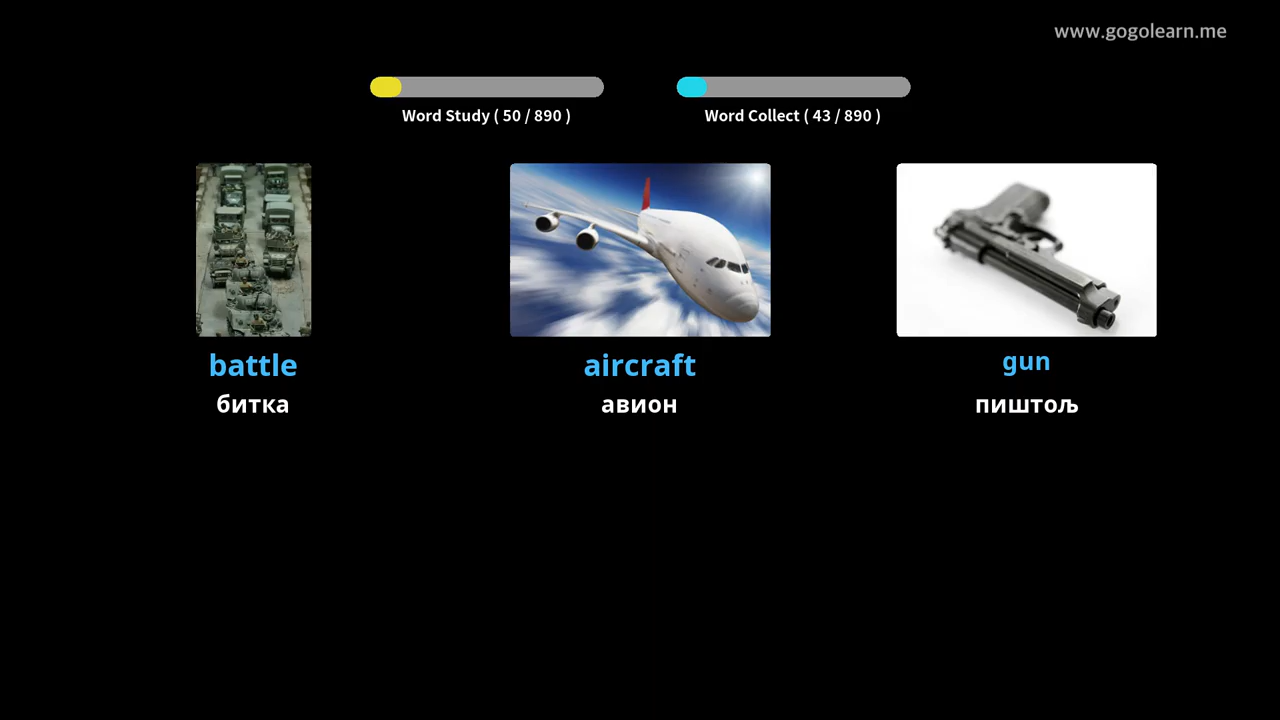 www.gogolearn.me
Word Study ( 50 / 890 )
Word Collect ( 43 / 890 )
battle
aircraft
gun
битка
авион
пиштољ